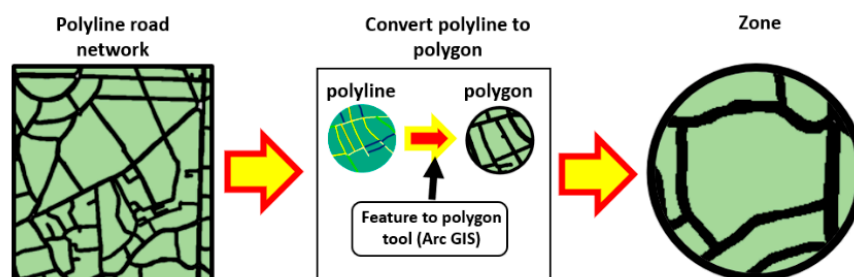 Polyline road
network
Convert polyline to
polygon
Zone
polyline
polygon
Feature to polygon
tool (Arc GIS)